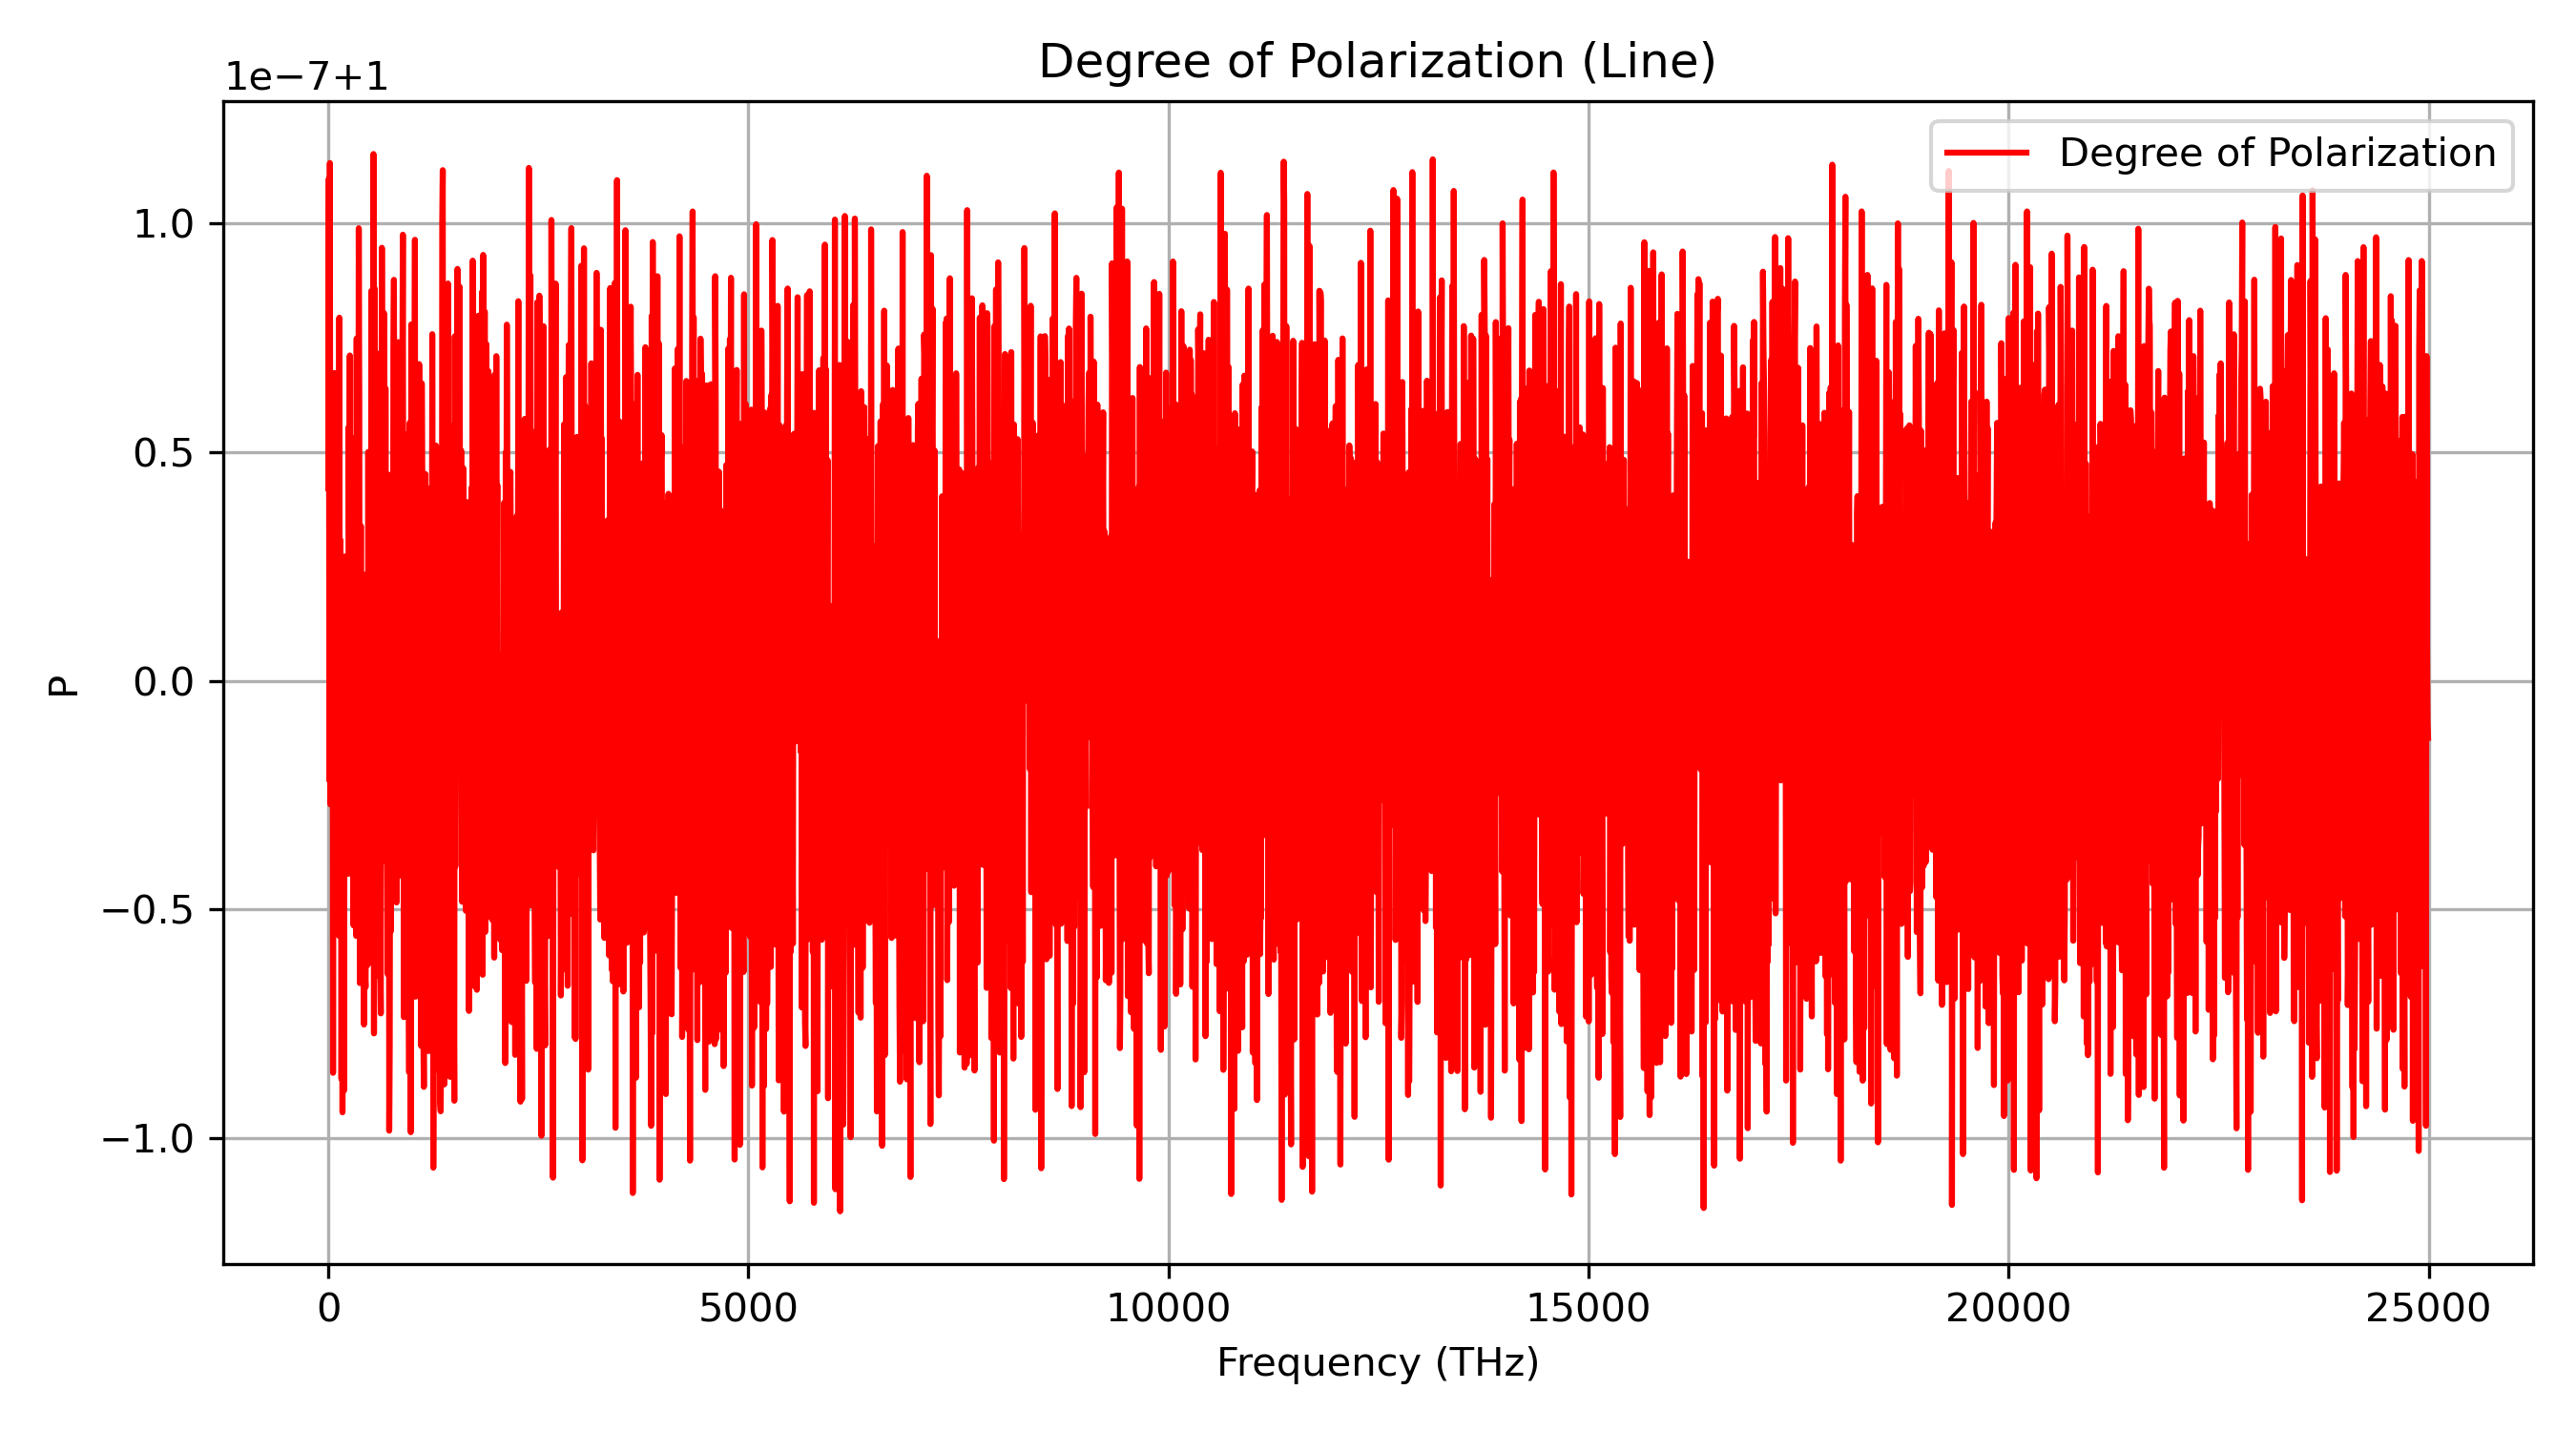 Degree of Polarization (Line)
1e−7+1
Degree of Polarization
1.0
0.5
0.0
−0.5
−1.0
P
0 5000 10000 15000 20000 25000
Frequency (THz)